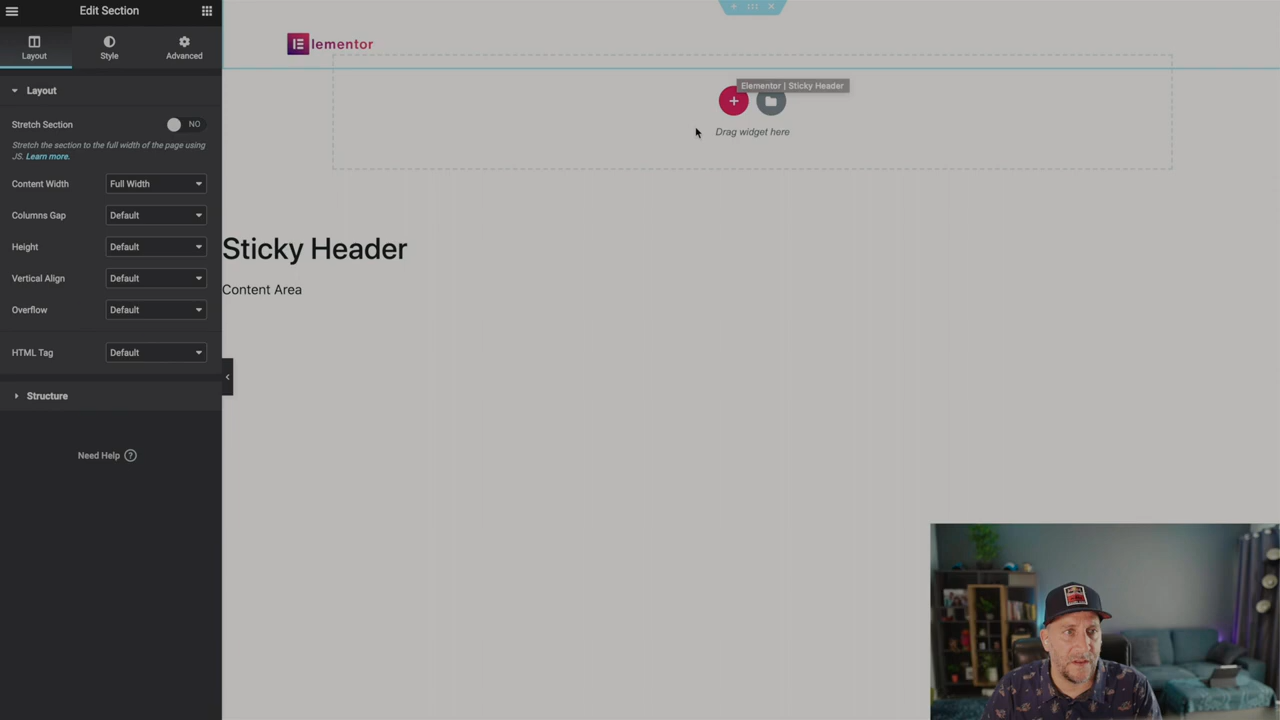 Edit Section
Layout
Style
Advanced
Layout
Stretch Section
NO
Stretch the section to the full width of the page using
JS. Learn more.
Content Width
Full Width
Columns Gap
Default
Height
Default
Vertical Align
Default
Overflow
Default
HTML Tag
Default
Structure
Need Help ?
Elementor
Elementor | Sticky Header
Drag widget here
Sticky Header
Content Area